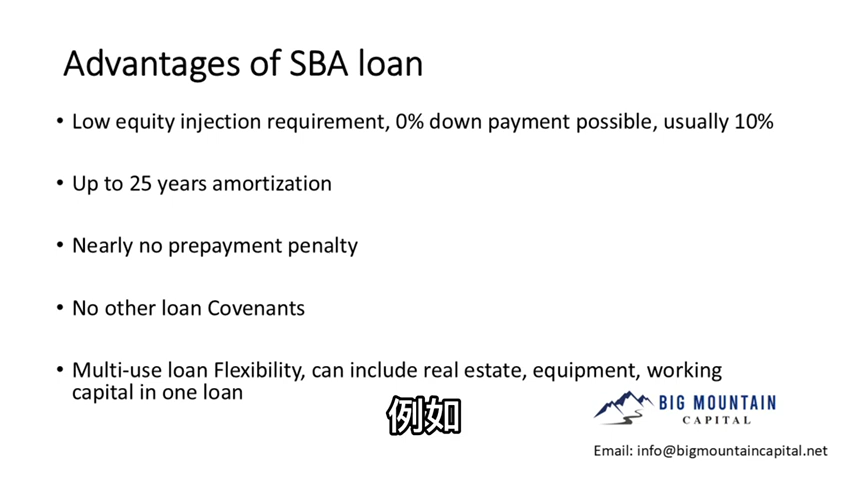 Advantages of SBA loan
• Low equity injection requirement, 0% down payment possible, usually 10%
• Up to 25 years amortization
• Nearly no prepayment penalty
• No other loan Covenants
• Multi-use loan Flexibility, can include real estate, equipment, working
capital in one loan
例如
BIG MOUNTAIN
CAPITAL
Email: info@bigmountaincapital.net